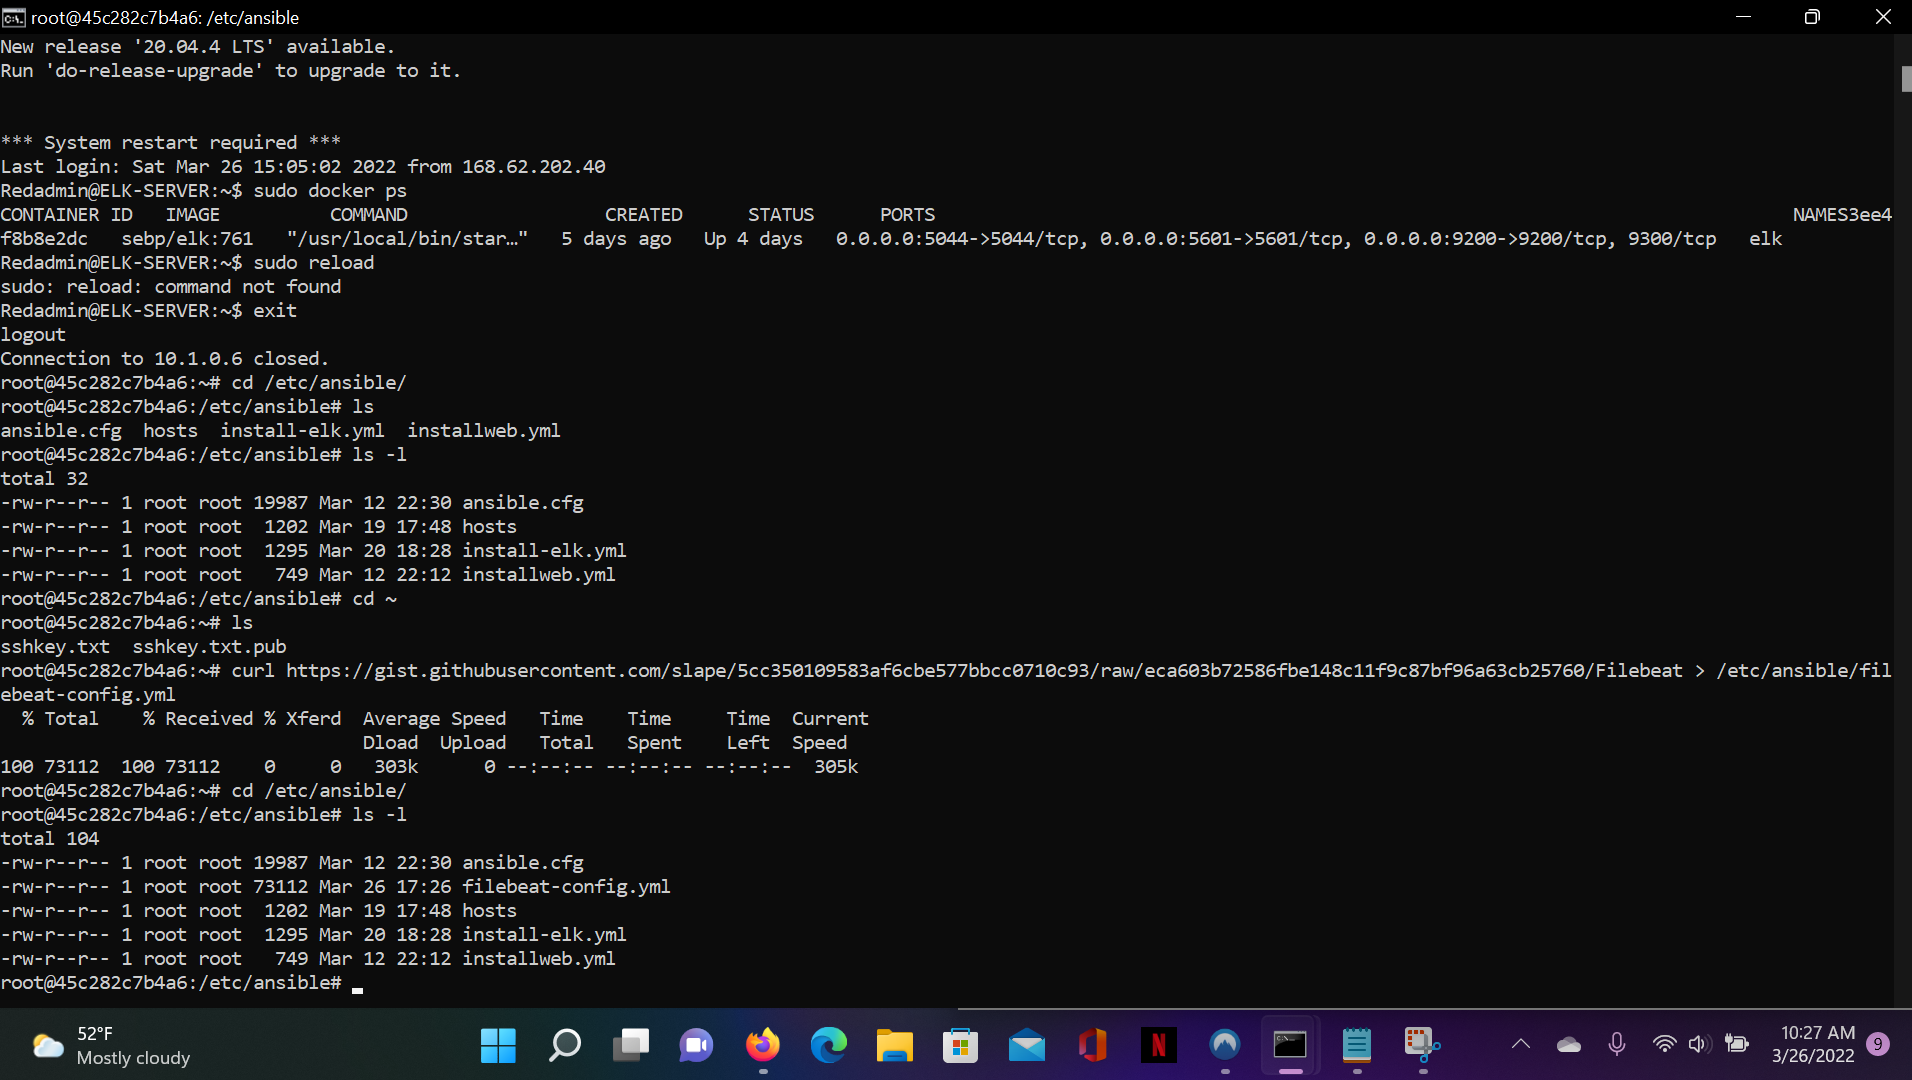 root@45c282c7b4a6: /etc/ansible
New release '20.04.4 LTS' available.
Run 'do-release-upgrade' to upgrade to it.
*** System restart required ***
Last login: Sat Mar 26 15:05:02 2022 from 168.62.202.40
Redadmin@ELK-SERVER:~$ sudo docker ps
CONTAINER ID   IMAGE          COMMAND                  CREATED      STATUS      PORTS                                                                              NAMES3ee4
f8b8e2dc   sebp/elk:761   "/usr/local/bin/star…"   5 days ago   Up 4 days   0.0.0.0:5044->5044/tcp, 0.0.0.0:5601->5601/tcp, 0.0.0.0:9200->9200/tcp, 9300/tcp   elk
Redadmin@ELK-SERVER:~$ sudo reload
sudo: reload: command not found
Redadmin@ELK-SERVER:~$ exit
logout
Connection to 10.1.0.6 closed.
root@45c282c7b4a6:~# cd /etc/ansible/
root@45c282c7b4a6:/etc/ansible# ls
ansible.cfg  hosts  install-elk.yml  installweb.yml
root@45c282c7b4a6:/etc/ansible# ls -l
total 32
-rw-r--r-- 1 root root 19987 Mar 12 22:30 ansible.cfg
-rw-r--r-- 1 root root  1202 Mar 19 17:48 hosts
-rw-r--r-- 1 root root  1295 Mar 20 18:28 install-elk.yml
-rw-r--r-- 1 root root   749 Mar 12 22:12 installweb.yml
root@45c282c7b4a6:/etc/ansible# cd ~
root@45c282c7b4a6:~# ls
sshkey.txt  sshkey.txt.pub
root@45c282c7b4a6:~# curl https://gist.githubusercontent.com/slape/5cc350109583af6cbe577bbcc0710c93/raw/eca603b72586fbe148c11f9c87bf96a63cb25760/Filebeat > /etc/ansible/fil
ebeat-config.yml
  % Total    % Received % Xferd  Average Speed   Time    Time     Time  Current
                                 Dload  Upload   Total   Spent    Left  Speed
100 73112  100 73112    0     0   303k      0 --:--:-- --:--:-- --:--:--  305k
root@45c282c7b4a6:~# cd /etc/ansible/
root@45c282c7b4a6:/etc/ansible# ls -l
total 104
-rw-r--r-- 1 root root 19987 Mar 12 22:30 ansible.cfg
-rw-r--r-- 1 root root 73112 Mar 26 17:26 filebeat-config.yml
-rw-r--r-- 1 root root  1202 Mar 19 17:48 hosts
-rw-r--r-- 1 root root  1295 Mar 20 18:28 install-elk.yml
-rw-r--r-- 1 root root   749 Mar 12 22:12 installweb.yml
root@45c282c7b4a6:/etc/ansible#
52°F
Mostly cloudy
N
10:27 AM
3/26/2022
9